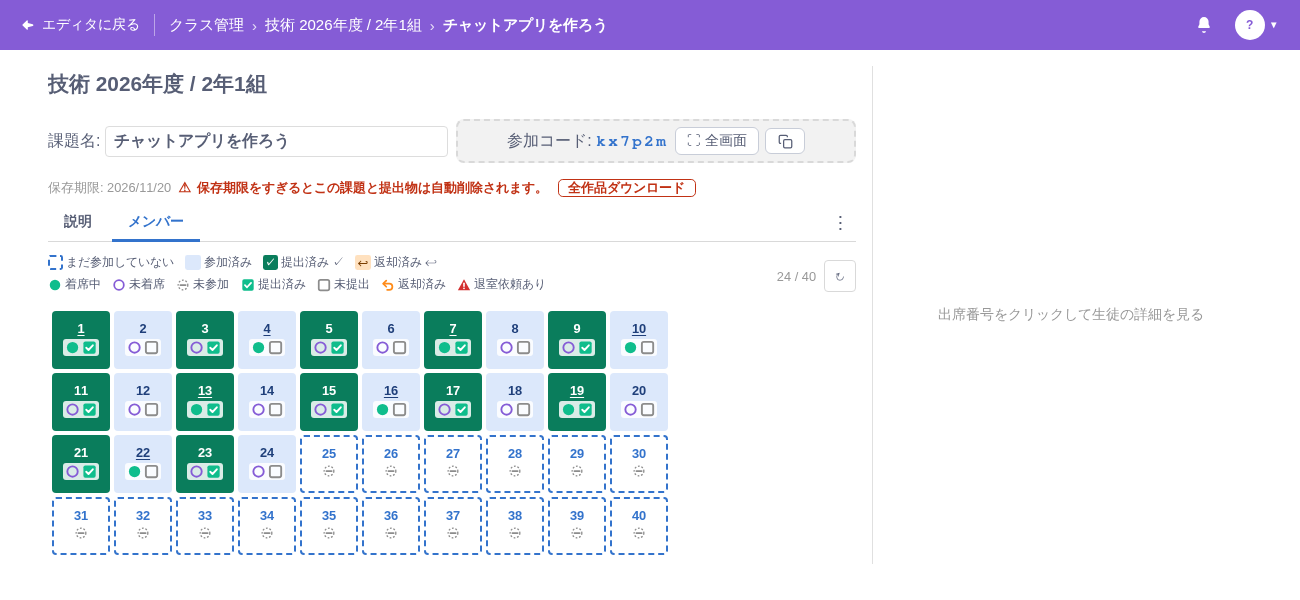 エディタに戻る クラス管理 › 技術 2026年度 / 2年1組 › チャットアプリを作ろう ? ▾
技術 2026年度 / 2年1組
課題名: チャットアプリを作ろう 参加コード: kx7p2m 全画面
保存期限: 2026/11/20 ⚠ 保存期限をすぎるとこの課題と提出物は自動削除されます。 全作品ダウンロード
説明 メンバー ⋮
まだ参加していない 参加済み ✓ 提出済み ✓ ↩ 返却済み ↩
着席中 未着席 未参加 提出済み 未提出 返却済み 退室依頼あり
24 / 40 ↻
1 2 3 4 5 6 7 8 9 10
11 12 13 14 15 16 17 18 19 20
21 22 23 24 25 26 27 28 29 30
31 32 33 34 35 36 37 38 39 40
出席番号をクリックして生徒の詳細を見る